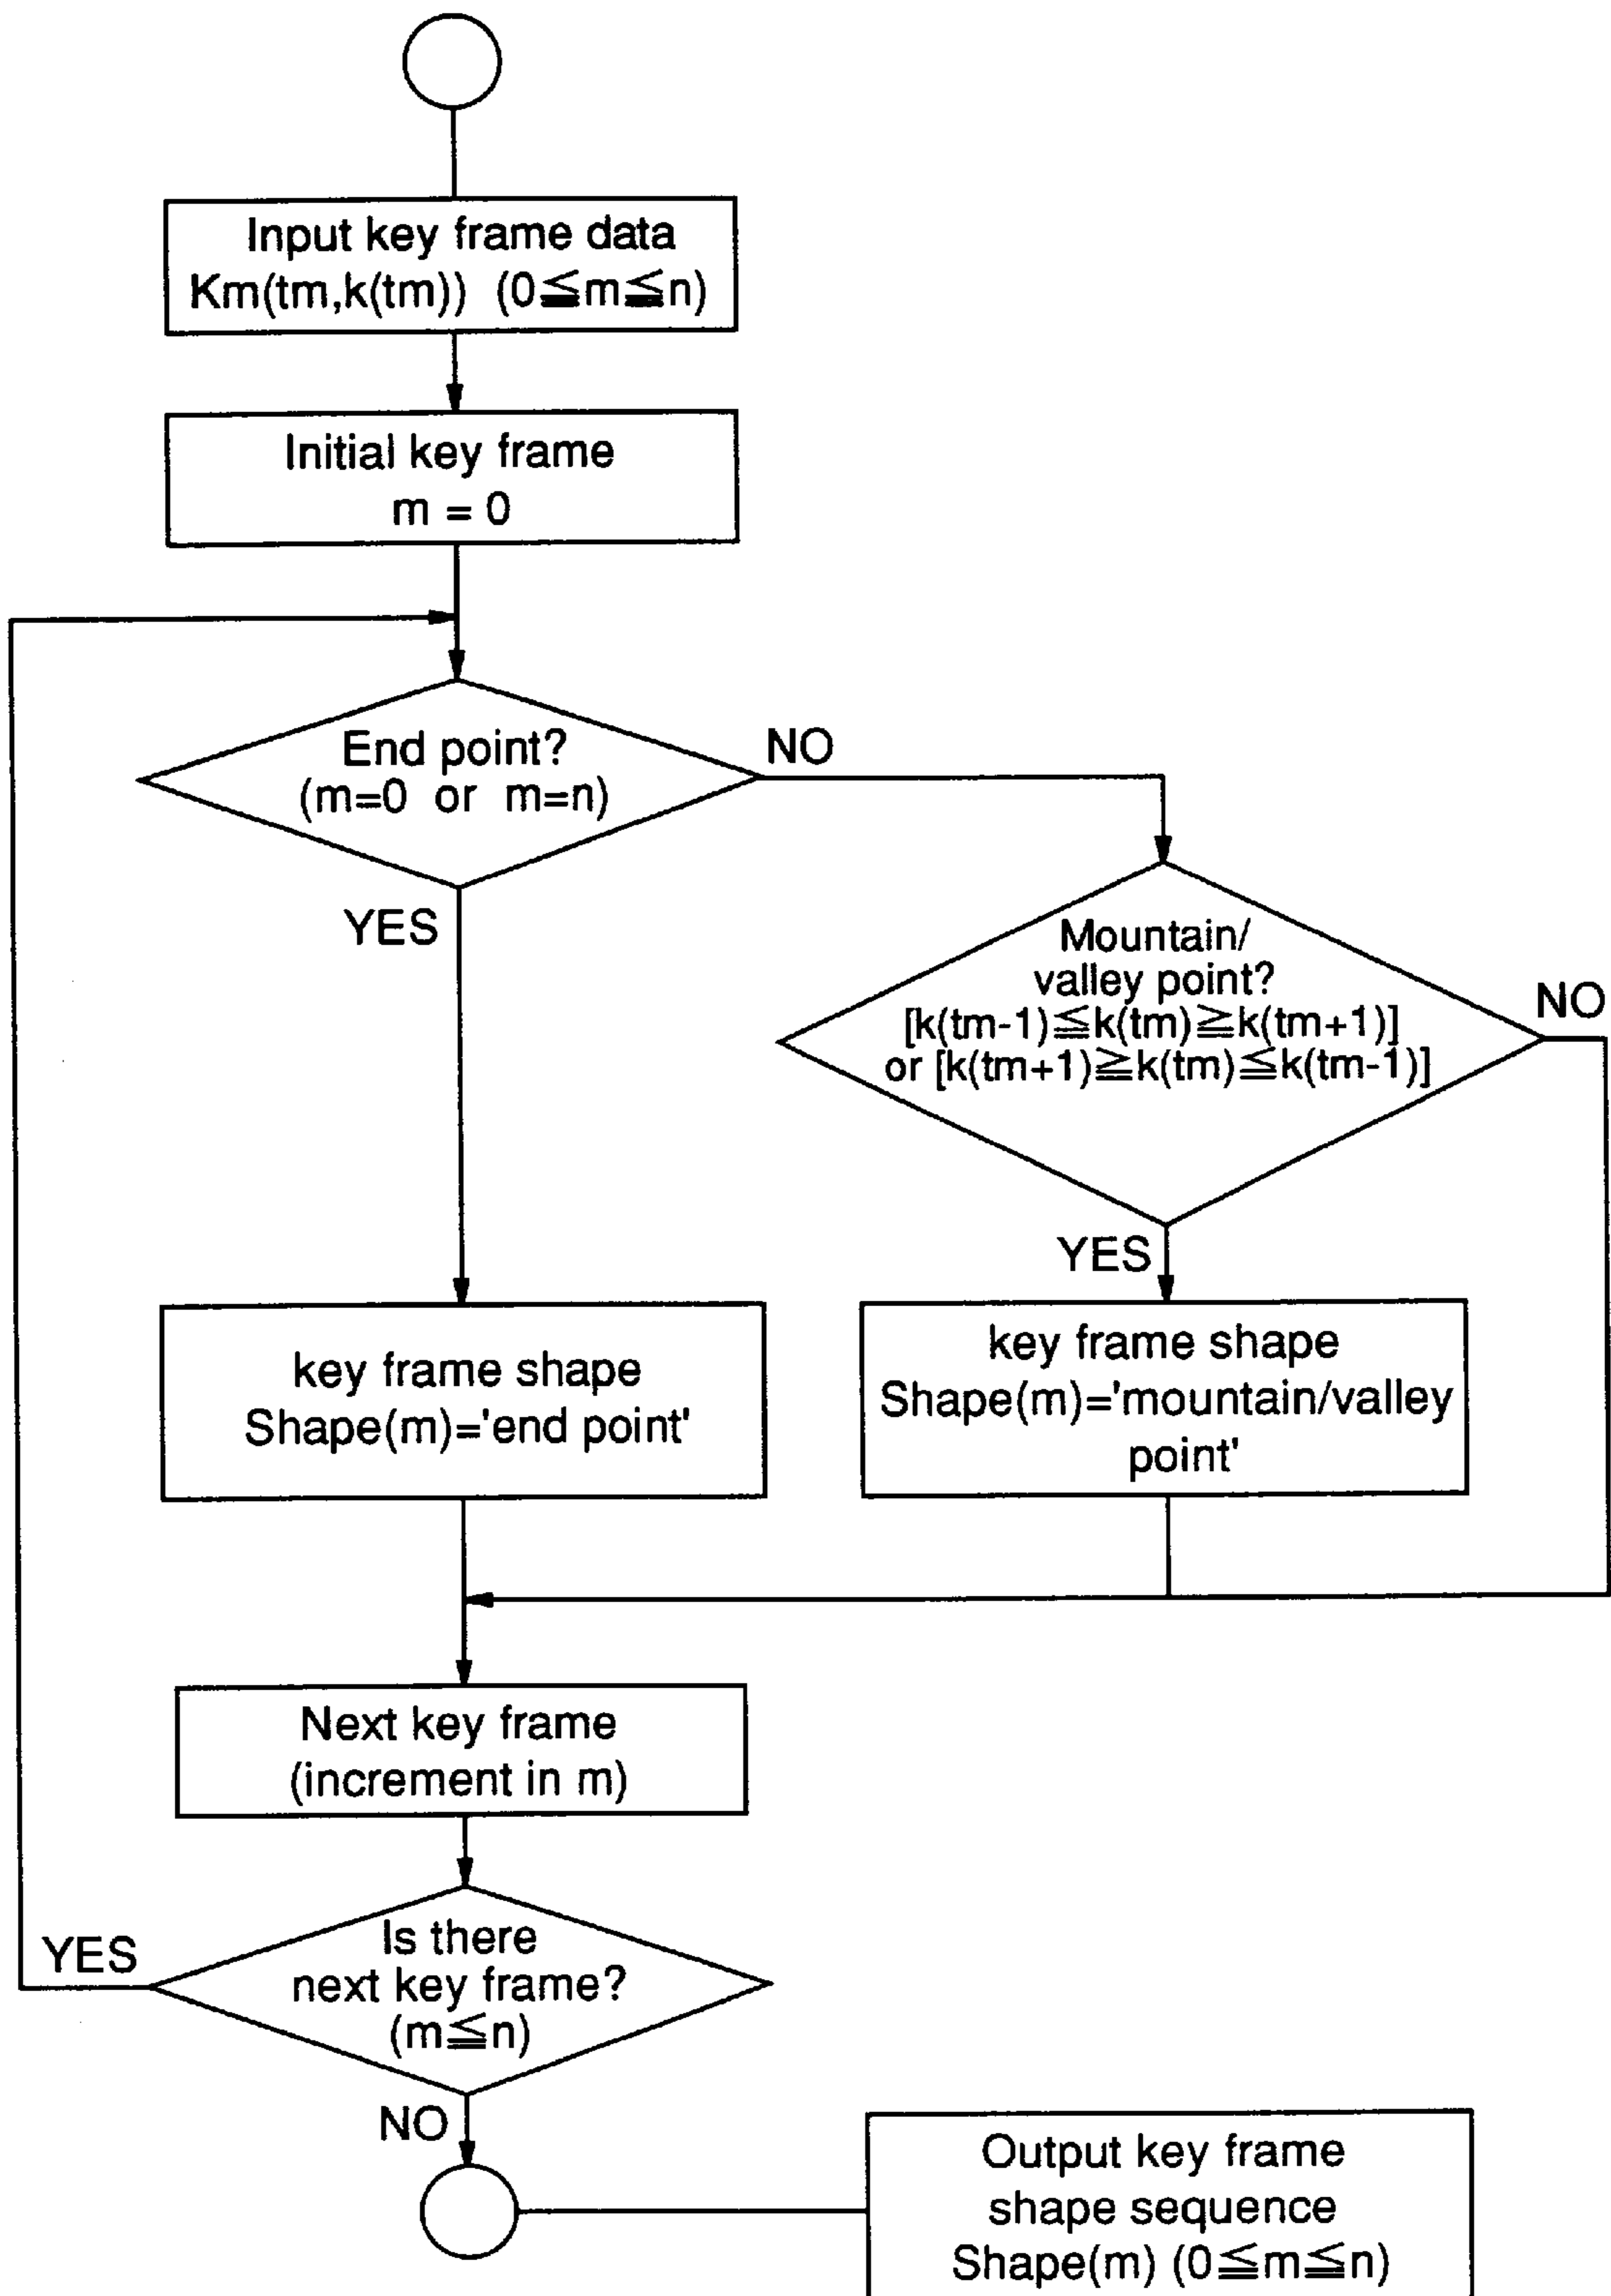 Input key frame data
Km(tm,k(tm)) (0≦m≦n)
Initial key frame
m = 0
End point?
(m=0 or m=n)
NO
YES
Mountain/
valley point?
[k(tm-1)≦k(tm)≧k(tm+1)]
or [k(tm+1)≧k(tm)≦k(tm-1)]
NO
YES
key frame shape
Shape(m)='end point'
key frame shape
Shape(m)='mountain/valley
point'
Next key frame
(increment in m)
Is there
next key frame?
(m≦n)
YES
NO
Output key frame
shape sequence
Shape(m) (0≦m≦n)